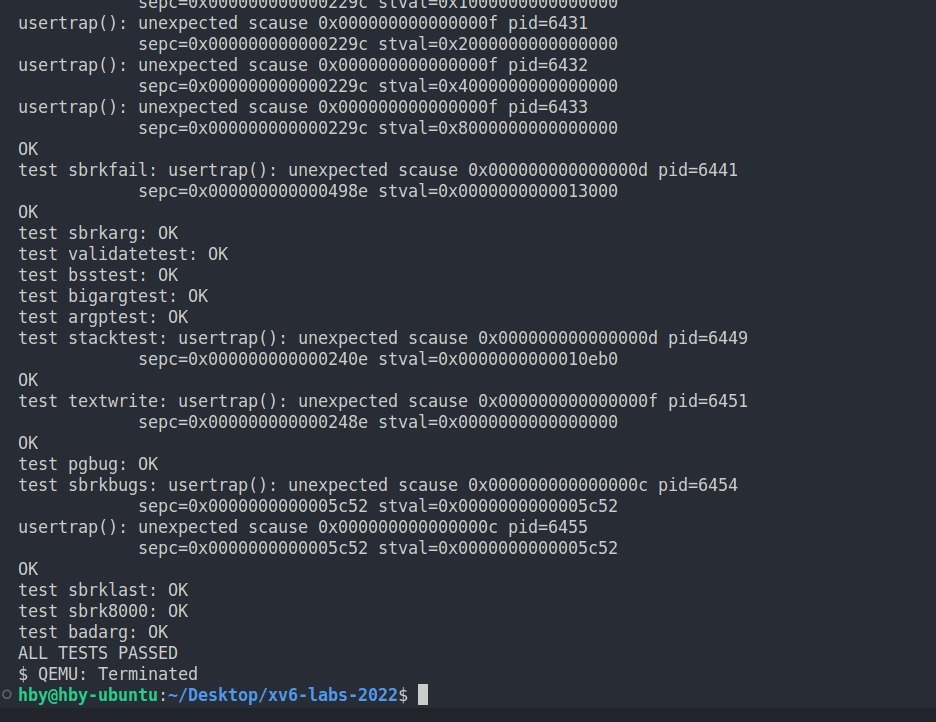 sepc=0x000000000000229c stval=0x1000000000000000
usertrap(): unexpected scause 0x000000000000000f pid=6431
sepc=0x000000000000229c stval=0x2000000000000000
usertrap(): unexpected scause 0x000000000000000f pid=6432
sepc=0x000000000000229c stval=0x4000000000000000
usertrap(): unexpected scause 0x000000000000000f pid=6433
sepc=0x000000000000229c stval=0x8000000000000000
OK
test sbrkfail: usertrap(): unexpected scause 0x000000000000000d pid=6441
sepc=0x000000000000498e stval=0x0000000000013000
OK
test sbrkarg: OK
test validatetest: OK
test bsstest: OK
test bigargtest: OK
test argptest: OK
test stacktest: usertrap(): unexpected scause 0x000000000000000d pid=6449
sepc=0x000000000000240e stval=0x0000000000010eb0
OK
test textwrite: usertrap(): unexpected scause 0x000000000000000f pid=6451
sepc=0x000000000000248e stval=0x0000000000000000
OK
test pgbug: OK
test sbrkbugs: usertrap(): unexpected scause 0x000000000000000c pid=6454
sepc=0x0000000000005c52 stval=0x0000000000005c52
usertrap(): unexpected scause 0x000000000000000c pid=6455
sepc=0x0000000000005c52 stval=0x0000000000005c52
OK
test sbrklast: OK
test sbrk8000: OK
test badarg: OK
ALL TESTS PASSED
$ QEMU: Terminated
hby@hby-ubuntu:~/Desktop/xv6-labs-2022$